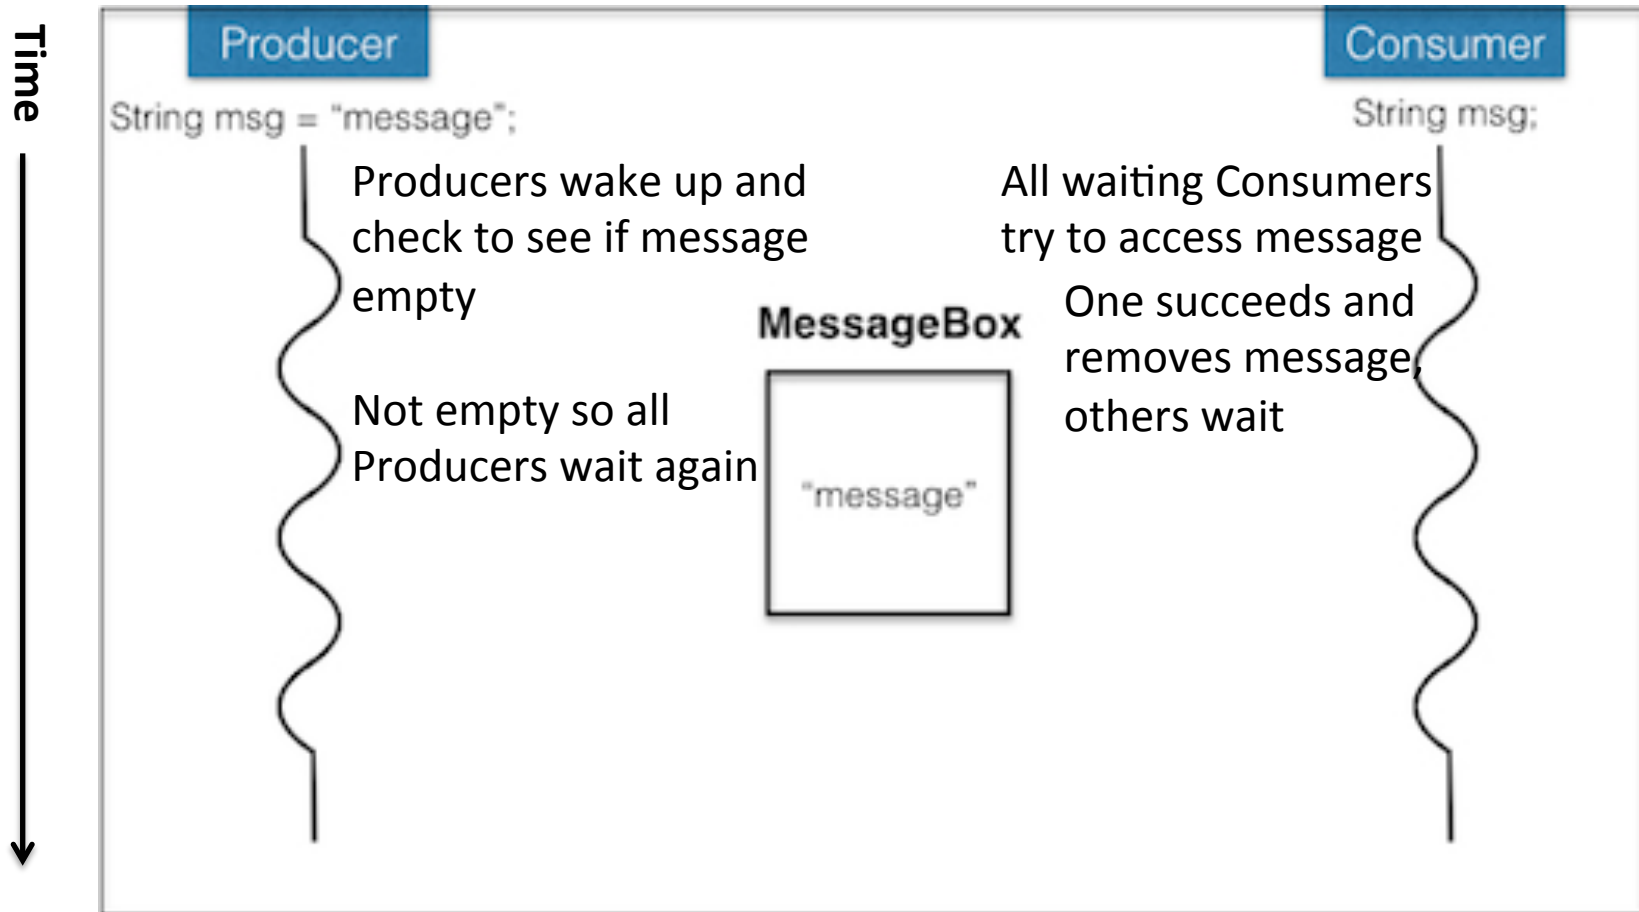 Time
Producer
String msg = “message”;
Producers wake up and
check to see if message
empty
Not empty so all
Producers wait again
MessageBox
“message”
Consumer
String msg;
All waiting Consumers
try to access message
One succeeds and
removes message,
others wait